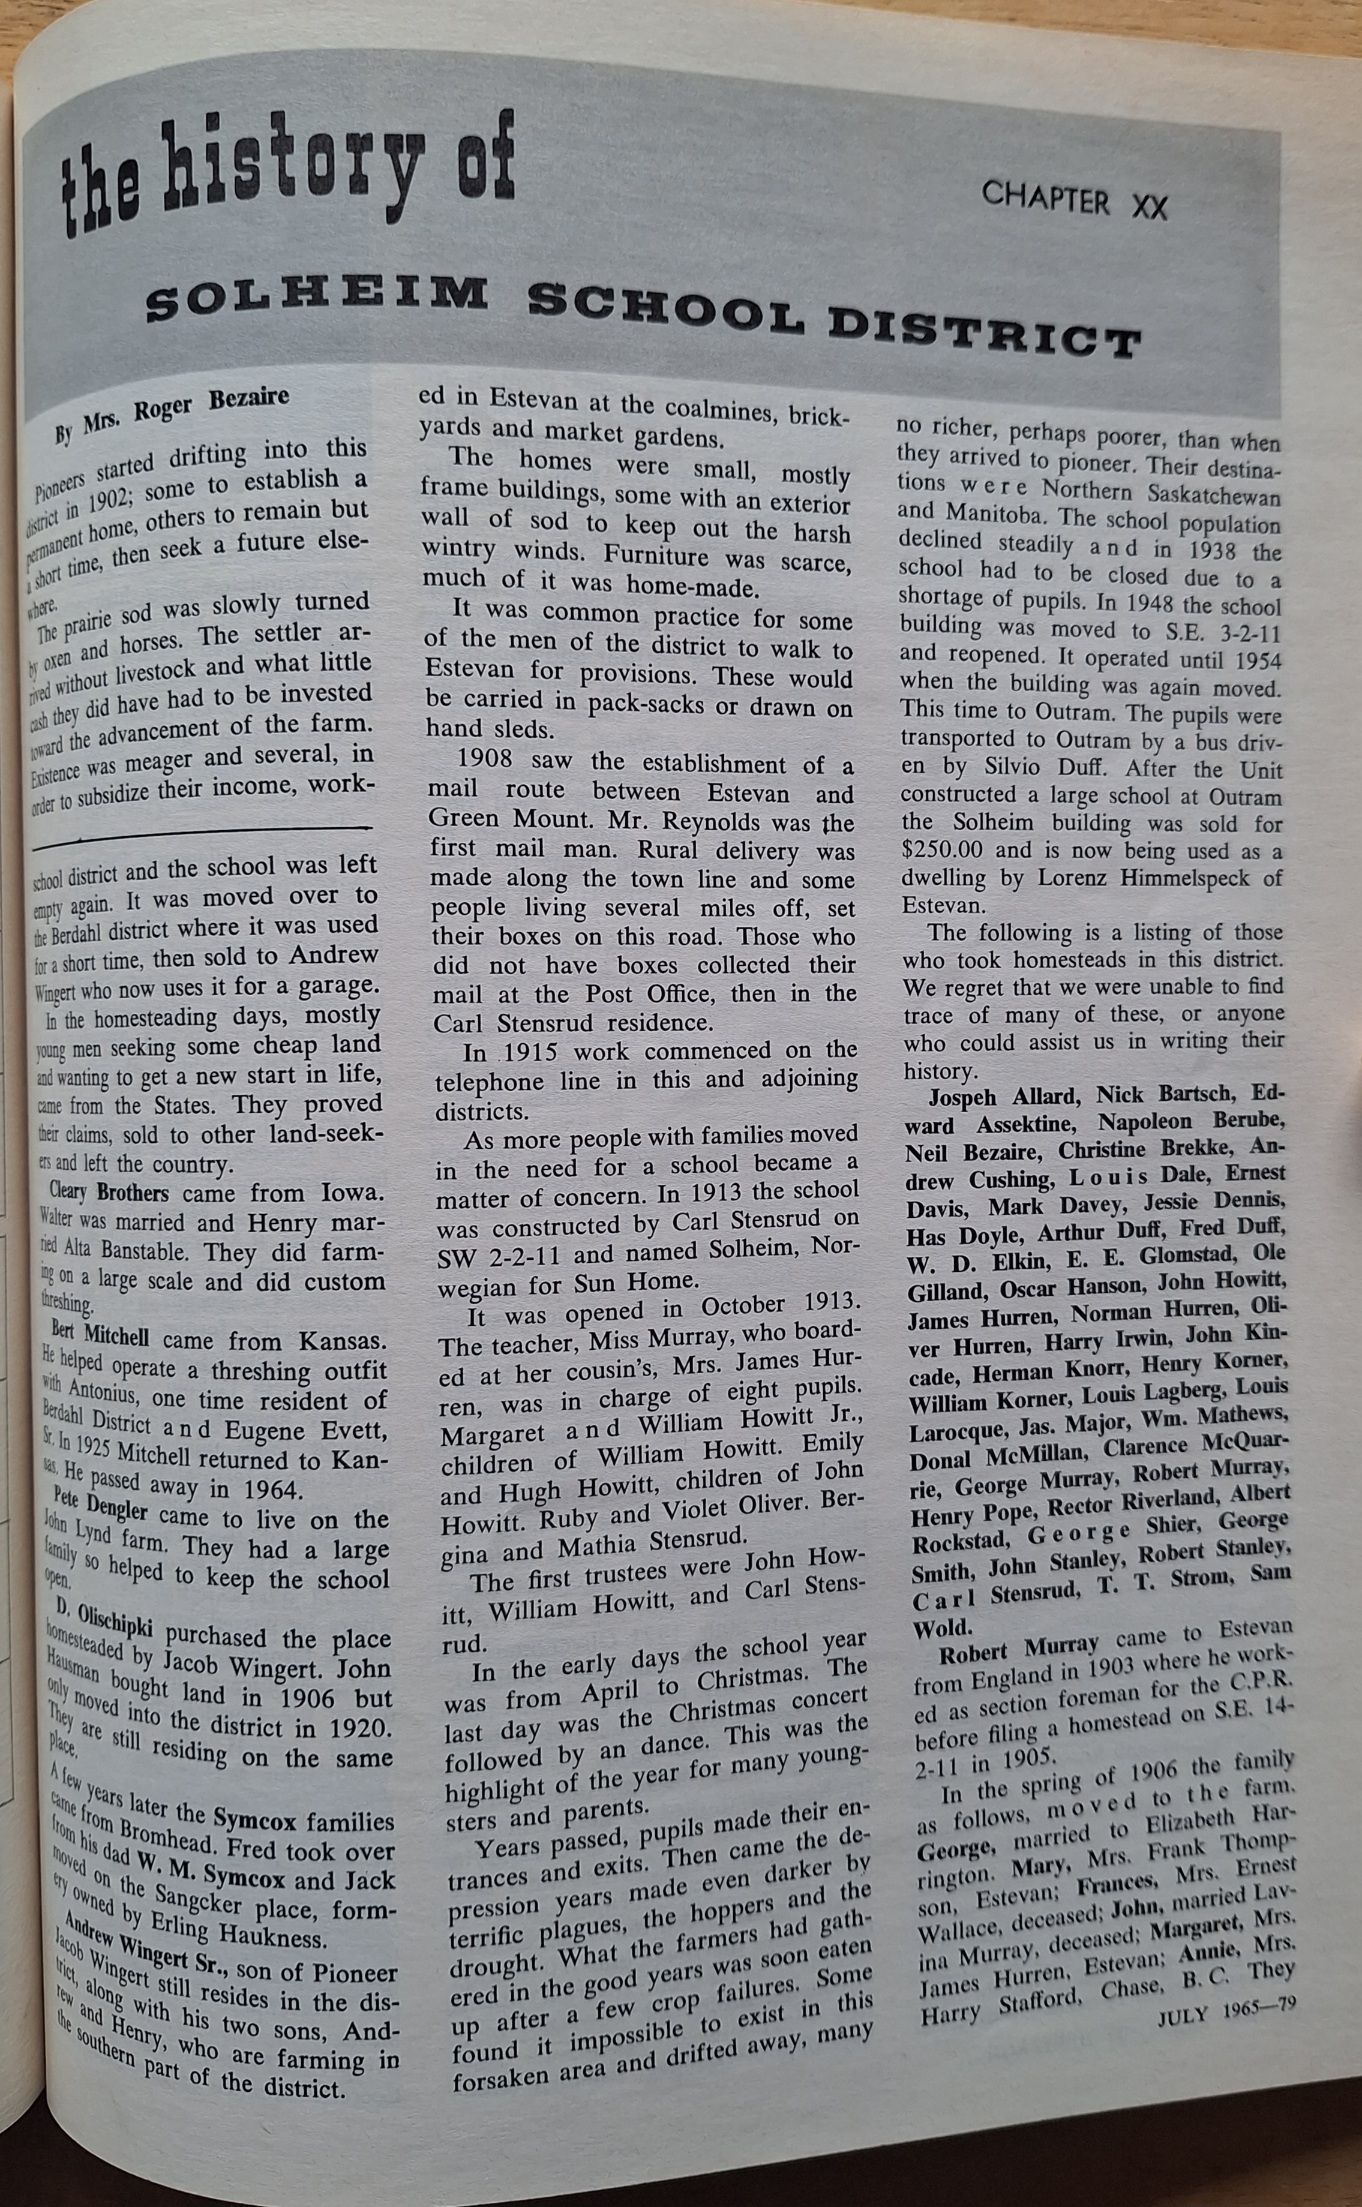 the history of
CHAPTER XX
SOLHEIM SCHOOL DISTRICT
By Mrs. Roger Bezaire
Pioneers started drifting into this
district in 1902; some to establish a
permanent home, others to remain but
a short time, then seek a future else-
where.
The prairie sod was slowly turned
by oxen and horses. The settler ar-
rived without livestock and what little
cash they did have had to be invested
toward the advancement of the farm.
Existence was meager and several, in
order to subsidize their income, work-
ed in Estevan at the coalmines, brick-
yards and market gardens.
The homes were small, mostly
frame buildings, some with an exterior
wall of sod to keep out the harsh
wintry winds. Furniture was scarce,
much of it was home-made.
It was common practice for some
of the men of the district to walk to
Estevan for provisions. These would
be carried in pack-sacks or drawn on
hand sleds.
1908 saw the establishment of a
mail route between Estevan and
Green Mount. Mr. Reynolds was the
first mail man. Rural delivery was
made along the town line and some
people living several miles off, set
their boxes on this road. Those who
did not have boxes collected their
mail at the Post Office, then in the
Carl Stensrud residence.
In 1915 work commenced on the
telephone line in this and adjoining
districts.
As more people with families moved
in the need for a school became a
matter of concern. In 1913 the school
was constructed by Carl Stensrud on
SW 2-2-11 and named Solheim, Nor-
wegian for Sun Home.
It was opened in October 1913.
The teacher, Miss Murray, who board-
ed at her cousin's, Mrs. James Hur-
ren, was in charge of eight pupils.
Margaret and William Howitt Jr.,
children of William Howitt. Emily
and Hugh Howitt, children of John
Howitt. Ruby and Violet Oliver. Ber-
gina and Mathia Stensrud.
The first trustees were John How-
itt, William Howitt, and Carl Stens-
rud.
In the early days the school year
was from April to Christmas. The
last day was the Christmas concert
followed by an dance. This was the
highlight of the year for many young-
sters and parents.
Years passed, pupils made their en-
trances and exits. Then came the de-
pression years made even darker by
terrific plagues, the hoppers and the
drought. What the farmers had gath-
ered in the good years was soon eaten
up after a few crop failures. Some
found it impossible to exist in this
forsaken area and drifted away, many
no richer, perhaps poorer, than when
they arrived to pioneer. Their destina-
tions were Northern Saskatchewan
and Manitoba. The school population
declined steadily and in 1938 the
school had to be closed due to a
shortage of pupils. In 1948 the school
building was moved to S.E. 3-2-11
and reopened. It operated until 1954
when the building was again moved.
This time to Outram. The pupils were
transported to Outram by a bus driv-
en by Silvio Duff. After the Unit
constructed a large school at Outram
the Solheim building was sold for
$250.00 and is now being used as a
dwelling by Lorenz Himmelspeck of
Estevan.
The following is a listing of those
who took homesteads in this district.
We regret that we were unable to find
trace of many of these, or anyone
who could assist us in writing their
history.
Jospeh Allard, Nick Bartsch, Ed-
ward Assektine, Napoleon Berube,
Neil Bezaire, Christine Brekke, An-
drew Cushing, Louis Dale, Ernest
Davis, Mark Davey, Jessie Dennis,
Has Doyle, Arthur Duff, Fred Duff,
W. D. Elkin, E. E. Glomstad, Ole
Gilland, Oscar Hanson, John Howitt,
James Hurren, Norman Hurren, Oli-
ver Hurren, Harry Irwin, John Kin-
cade, Herman Knorr, Henry Korner,
William Korner, Louis Lagberg, Louis
Larocque, Jas. Major, Wm. Mathews,
Donal McMillan, Clarence McQuar-
rie, George Murray, Robert Murray,
Henry Pope, Rector Riverland, Albert
Rockstad, George Shier, George
Smith, John Stanley, Robert Stanley,
Carl Stensrud, T. T. Strom, Sam
Wold.
Robert Murray came to Estevan
from England in 1903 where he work-
ed as section foreman for the C.P.R.
before filing a homestead on S.E. 14-
2-11 in 1905.
In the spring of 1906 the family
as follows, moved to the farm.
George, married to Elizabeth Har-
rington. Mary, Mrs. Frank Thomp-
son, Estevan; Frances, Mrs. Ernest
Wallace, deceased; John, married Lav-
ina Murray, deceased; Margaret, Mrs.
James Hurren, Estevan; Annie, Mrs.
Harry Stafford, Chase, B. C. They
school district and the school was left
empty again. It was moved over to
the Berdahl district where it was used
for a short time, then sold to Andrew
Wingert who now uses it for a garage.
In the homesteading days, mostly
young men seeking some cheap land
and wanting to get a new start in life,
came from the States. They proved
their claims, sold to other land-seek-
ers and left the country.
Cleary Brothers came from Iowa.
Walter was married and Henry mar-
ried Alta Banstable. They did farm-
ing on a large scale and did custom
threshing.
Bert Mitchell came from Kansas.
He helped operate a threshing outfit
with Antonius, one time resident of
Berdahl District and Eugene Evett,
Sr. In 1925 Mitchell returned to Kan-
sas. He passed away in 1964.
Pete Dengler came to live on the
John Lynd farm. They had a large
family so helped to keep the school
open.
D. Olischipki purchased the place
homesteaded by Jacob Wingert. John
Hausman bought land in 1906 but
only moved into the district in 1920.
They are still residing on the same
place.
A few years later the Symcox families
came from Bromhead. Fred took over
from his dad W. M. Symcox and Jack
moved on the Sangcker place, form-
ery owned by Erling Haukness.
Andrew Wingert Sr., son of Pioneer
Jacob Wingert still resides in the dis-
trict, along with his two sons, And-
rew and Henry, who are farming in
the southern part of the district.
JULY 1965—79